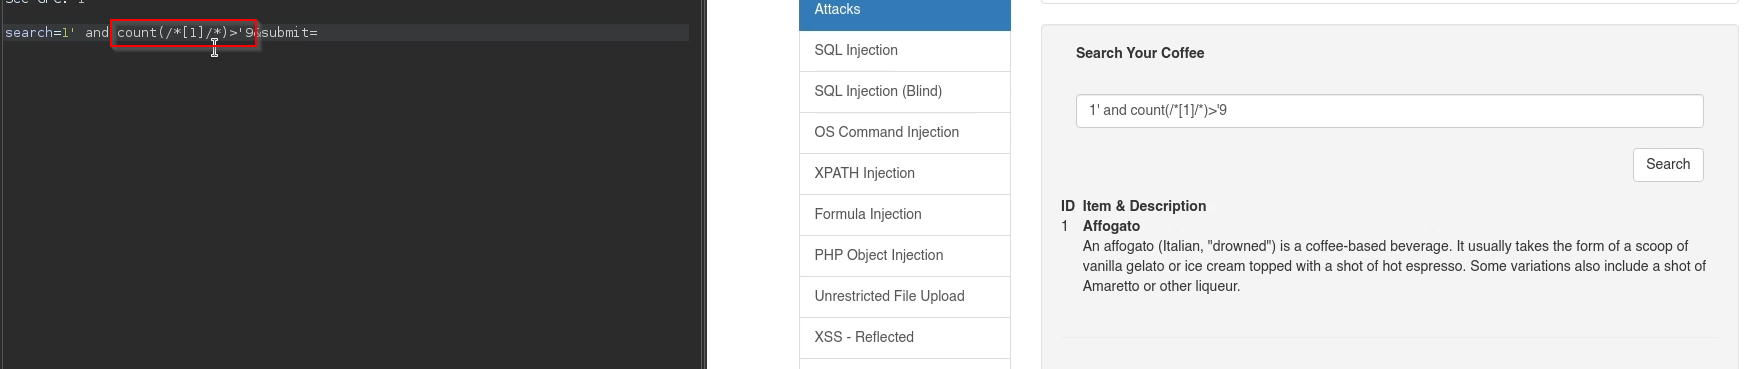 search=1' and count(/*[1]/*)>'9&submit=
Attacks
SQL Injection
SQL Injection (Blind)
OS Command Injection
XPATH Injection
Formula Injection
PHP Object Injection
Unrestricted File Upload
XSS - Reflected
Search Your Coffee
1' and count(/*[1]/*)>'9
Search
ID Item & Description
1 Affogato
An affogato (Italian, "drowned") is a coffee-based beverage. It usually takes the form of a scoop of
vanilla gelato or ice cream topped with a shot of hot espresso. Some variations also include a shot of
Amaretto or other liqueur.